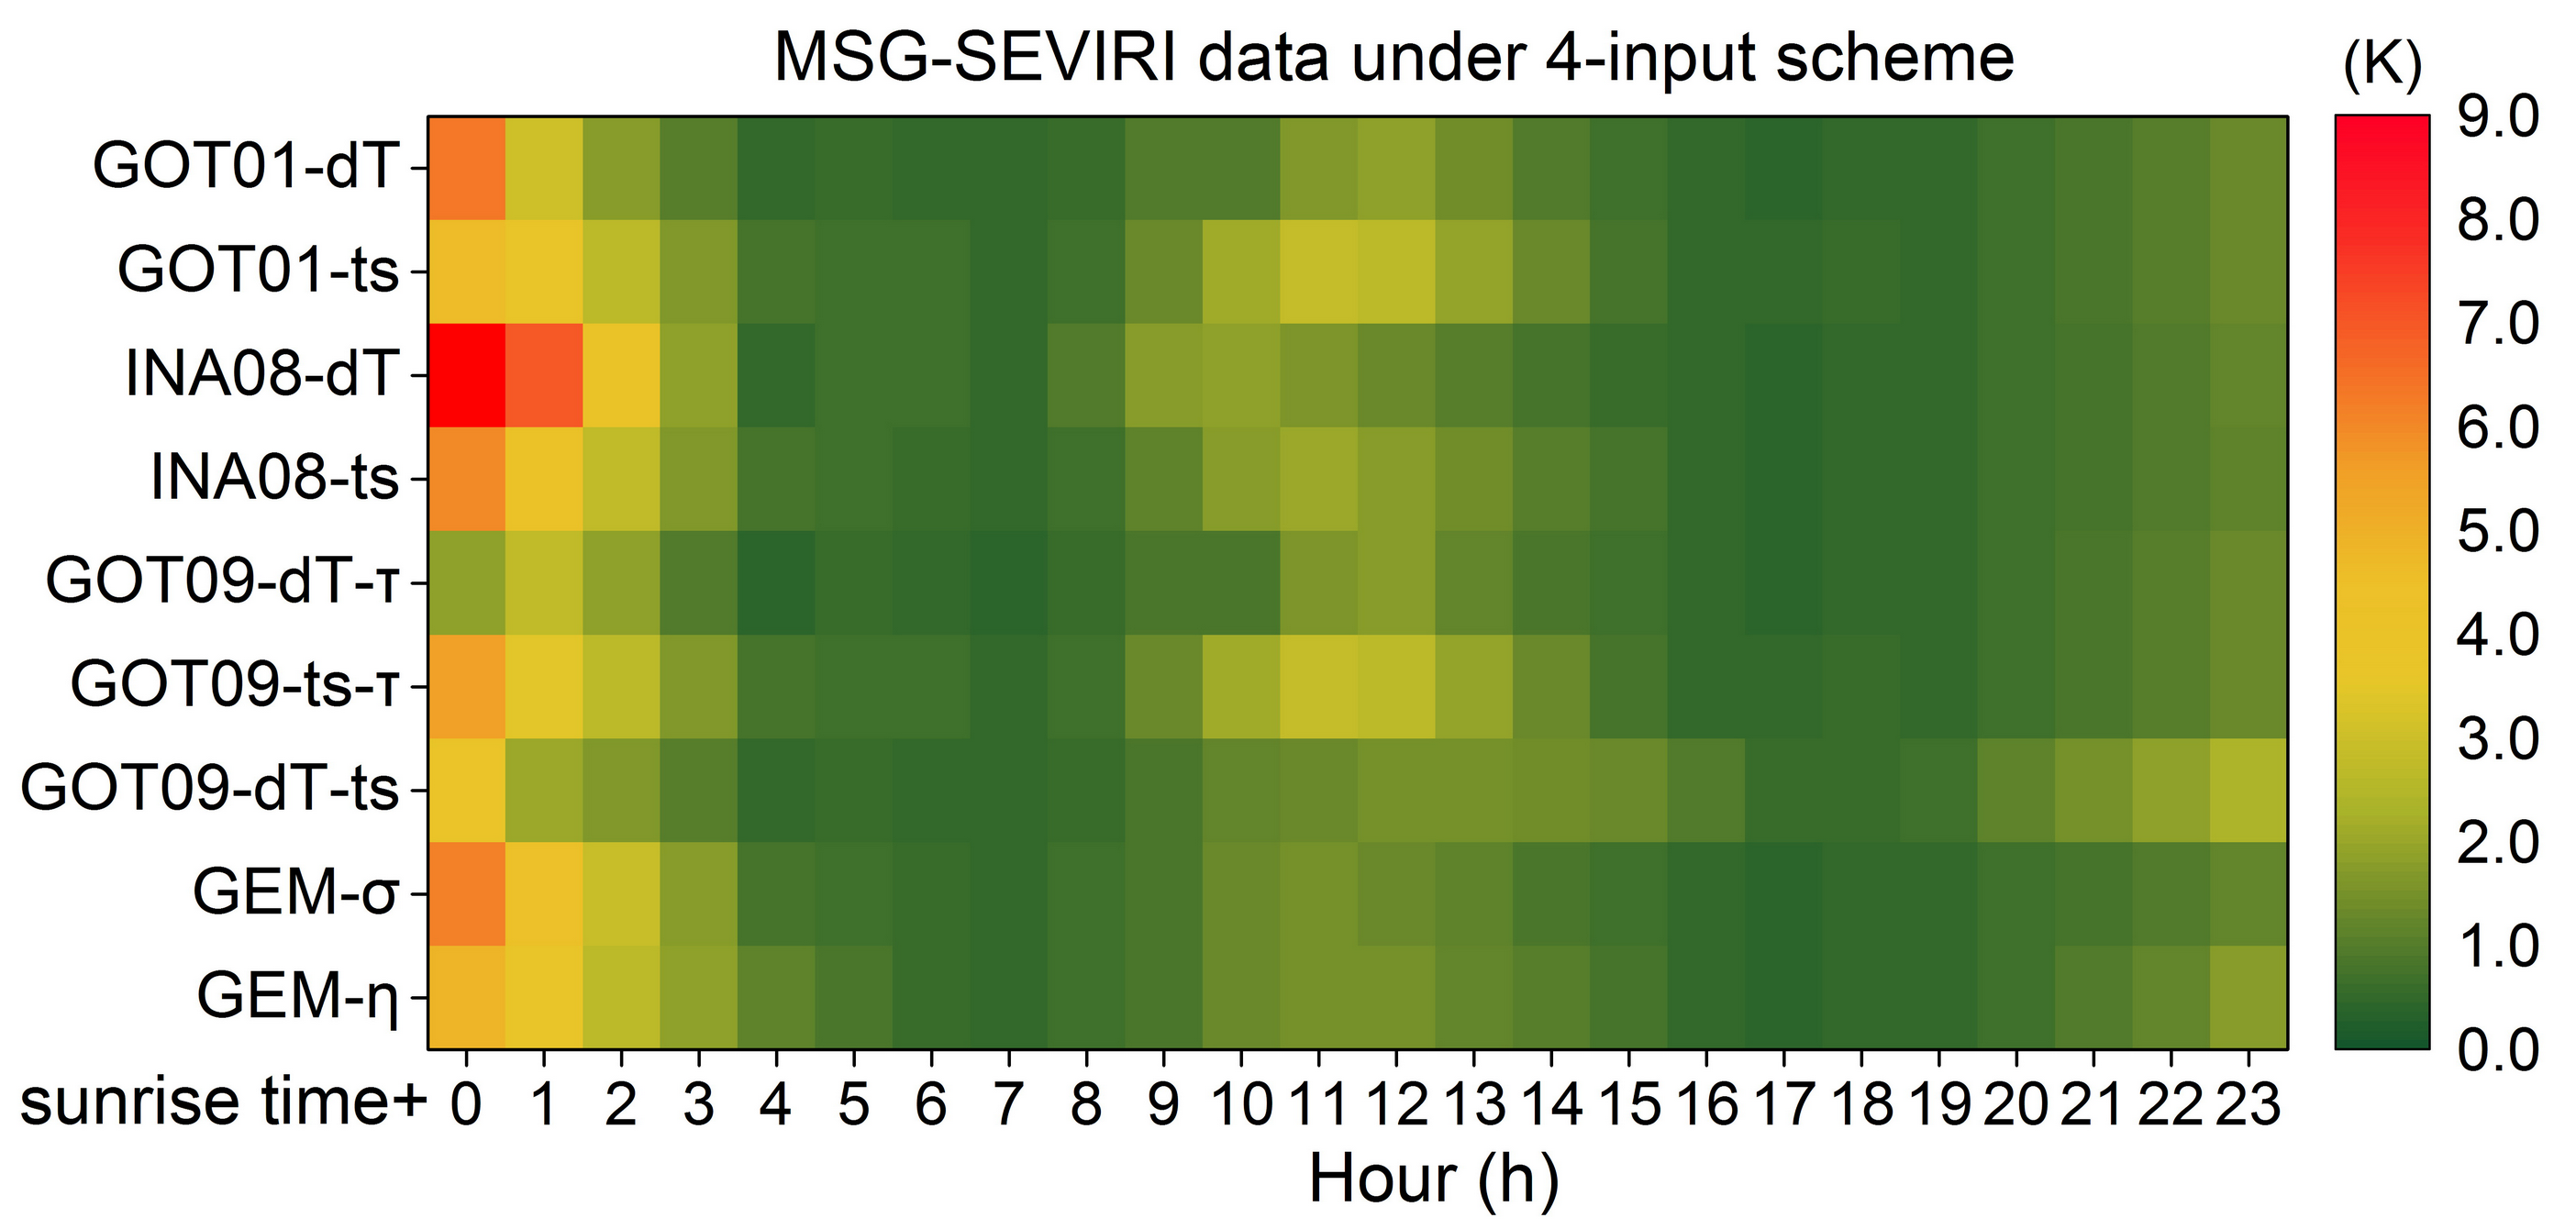 MSG-SEVIRI data under 4-input scheme
(K)
GOT01-dT
GOT01-ts
INA08-dT
INA08-ts
GOT09-dT-τ
GOT09-ts-τ
GOT09-dT-ts
GEM-σ
GEM-η
9.0
8.0
7.0
6.0
5.0
4.0
3.0
2.0
1.0
0.0
sunrise time+ 0 1 2 3 4 5 6 7 8 9 10 11 12 13 14 15 16 17 18 19 20 21 22 23
Hour (h)